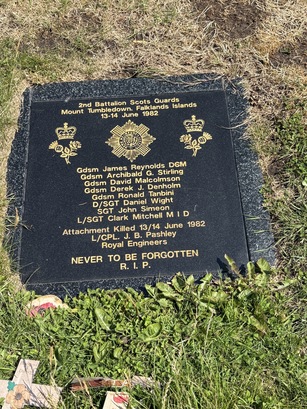 2nd Battalion Scots Guards
Mount Tumbledown, Falklands Islands
13-14 June 1982
Gdsm James Reynolds DSM
Gdsm Archibald G. Stirling
Gdsm David Malcolmson
Gdsm Derek J. Denholm
Gdsm Ronald Tanbini
D/SGT Daniel Wight
SGT John Simeon
L/SGT Clark Mitchell M I D
Attachment Killed 13/14 June 1982
L/CPL. J. B. Pashley
Royal Engineers
NEVER TO BE FORGOTTEN
R. I. P.